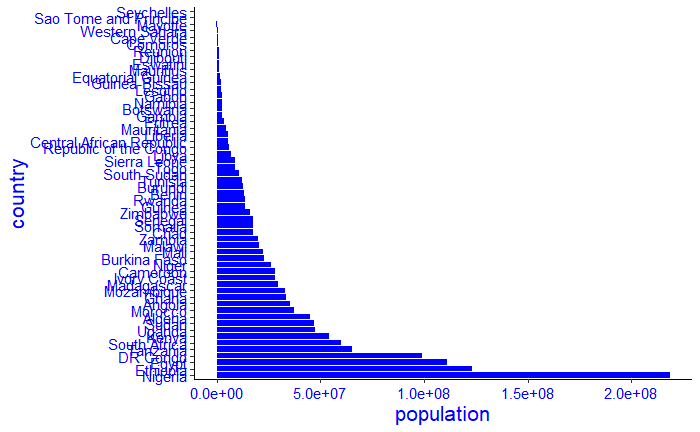 Seychelles
Sao Tome and Principe
Mayotte
Western Sahara
Cape Verde
Comoros
Reunion
Djibouti
Eswatini
Mauritius
Equatorial Guinea
Guinea-Bissau
Lesotho
Gabon
Namibia
Botswana
Gambia
Eritrea
Mauritania
Liberia
Central African Republic
Republic of the Congo
Libya
Sierra Leone
Togo
South Sudan
Tunisia
Burundi
Benin
Rwanda
Guinea
Zimbabwe
Senegal
Somalia
Chad
Zambia
Malawi
Mali
Burkina Faso
Niger
Cameroon
Ivory Coast
Madagascar
Mozambique
Ghana
Angola
Morocco
Algeria
Sudan
Uganda
Kenya
South Africa
Tanzania
DR Congo
Egypt
Ethiopia
Nigeria
country
0.0e+00 5.0e+07 1.0e+08 1.5e+08 2.0e+08
population